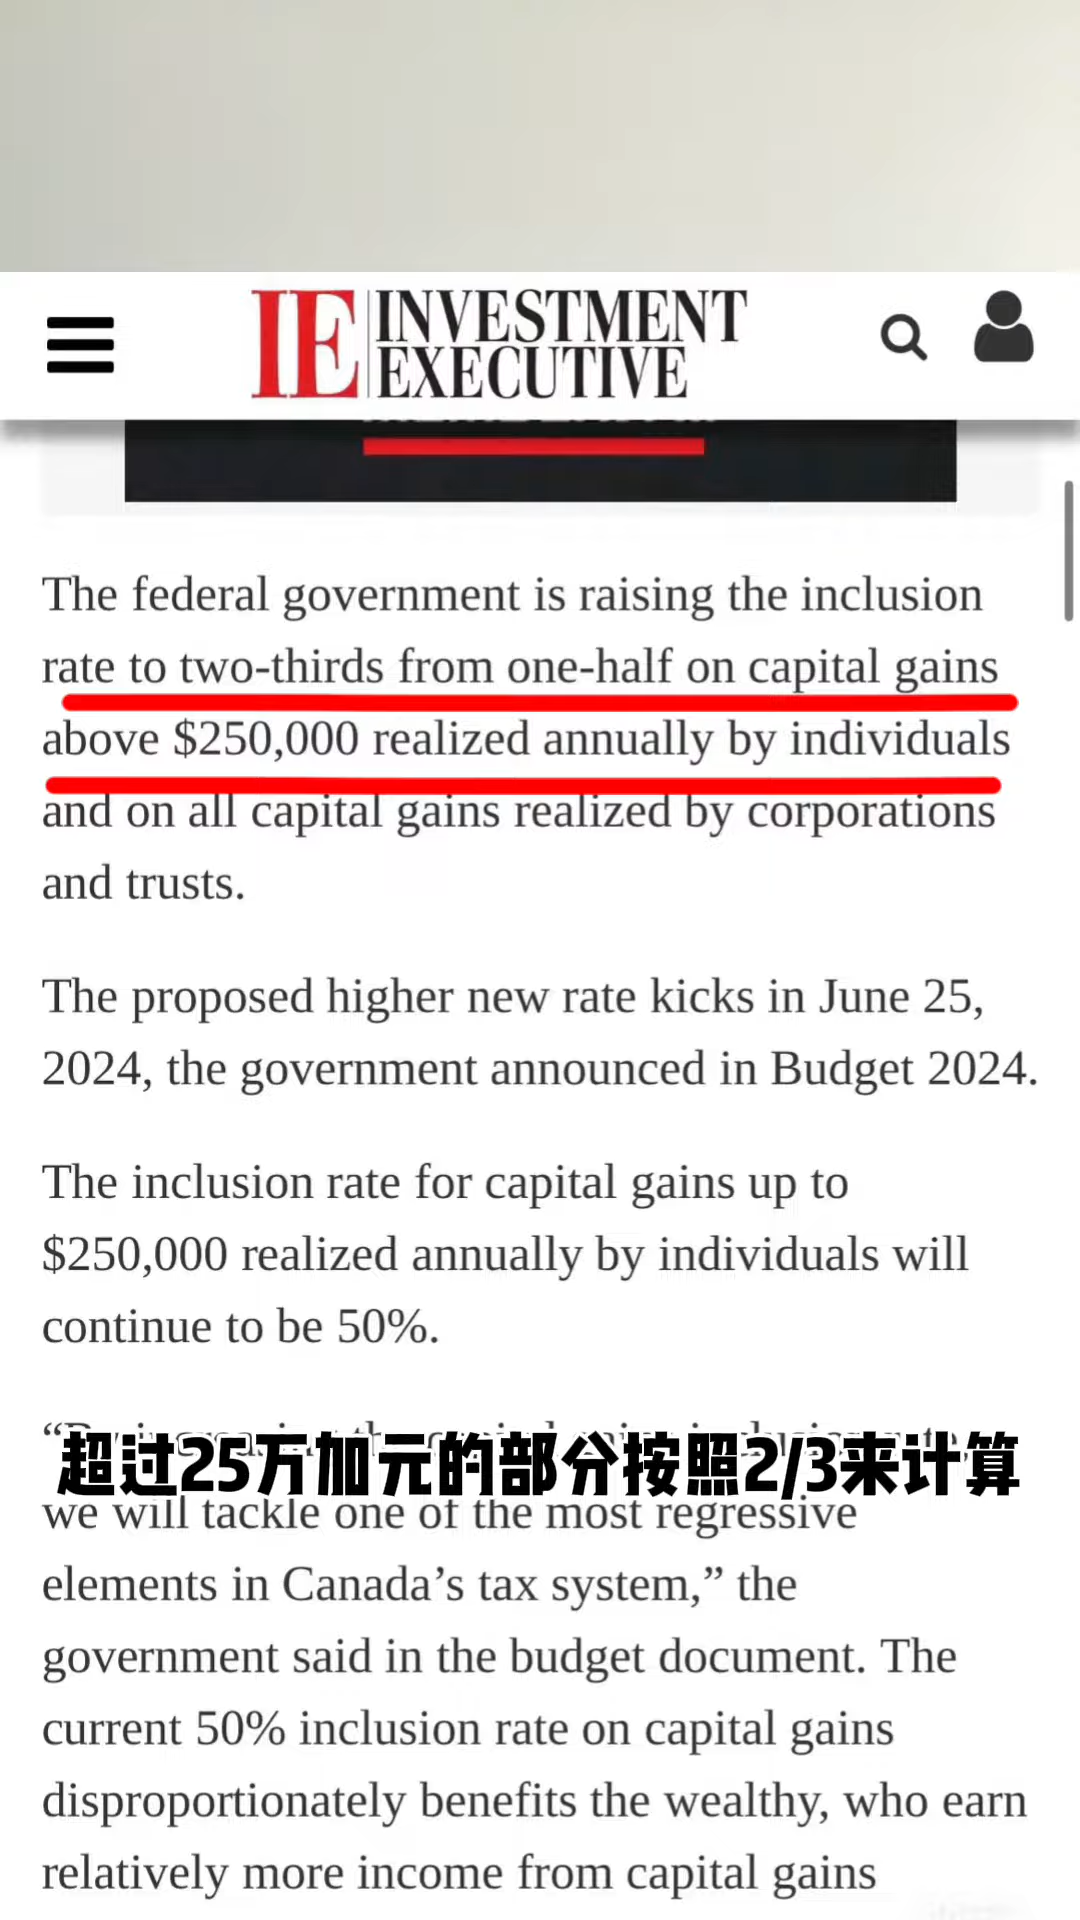 IE INVESTMENT
EXECUTIVE
The federal government is raising the inclusion
rate to two-thirds from one-half on capital gains
above $250,000 realized annually by individuals
and on all capital gains realized by corporations
and trusts.
The proposed higher new rate kicks in June 25,
2024, the government announced in Budget 2024.
The inclusion rate for capital gains up to
$250,000 realized annually by individuals will
continue to be 50%.
超过25万加元的部分按照2/3来计算
we will tackle one of the most regressive
elements in Canada’s tax system,” the
government said in the budget document. The
current 50% inclusion rate on capital gains
disproportionately benefits the wealthy, who earn
relatively more income from capital gains